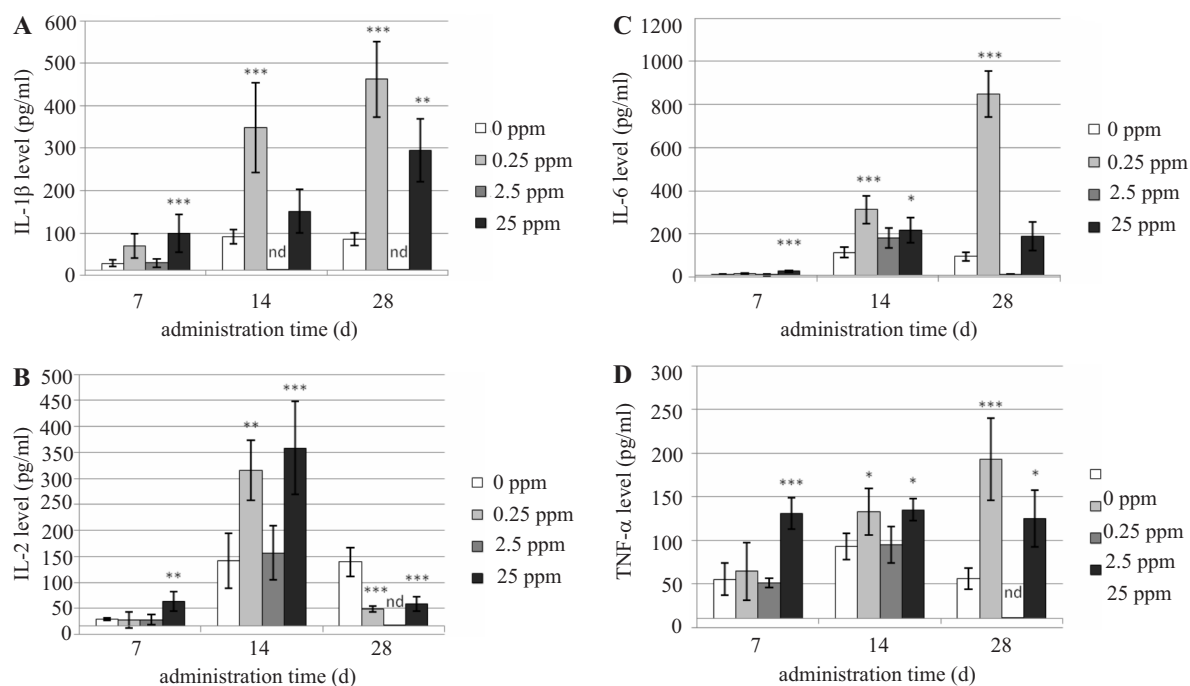 A
IL-1β level (pg/ml)
600
500
400
300
200
100
0
***
***
***
**
nd
nd
7 14 28
administration time (d)
0 ppm
0.25 ppm
2.5 ppm
25 ppm
C
IL-6 level (pg/ml)
1200
1000
800
600
400
200
0
***
***
*
***
7 14 28
administration time (d)
0 ppm
0.25 ppm
2.5 ppm
25 ppm
B
IL-2 level (pg/ml)
500
450
400
350
300
250
200
150
100
50
0
**
**
***
***
nd
***
7 14 28
administration time (d)
0 ppm
0.25 ppm
2.5 ppm
25 ppm
D
TNF-α level (pg/ml)
300
250
200
150
100
50
0
***
*
*
***
*
nd
7 14 28
administration time (d)
0 ppm
0.25 ppm
2.5 ppm
25 ppm